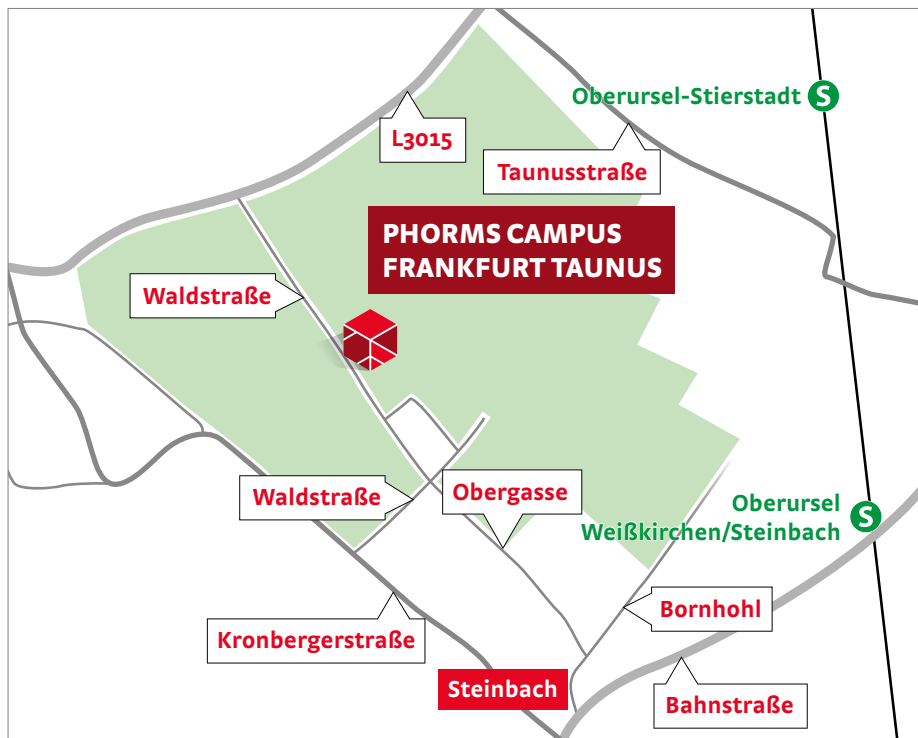 Oberursel-Stierstadt S
L3015
Taunusstraße
PHORMS CAMPUS
FRANKFURT TAUNUS
Waldstraße
Waldstraße
Obergasse
Oberursel
Weißkirchen/Steinbach S
Bornhohl
Kronbergerstraße
Steinbach
Bahnstraße